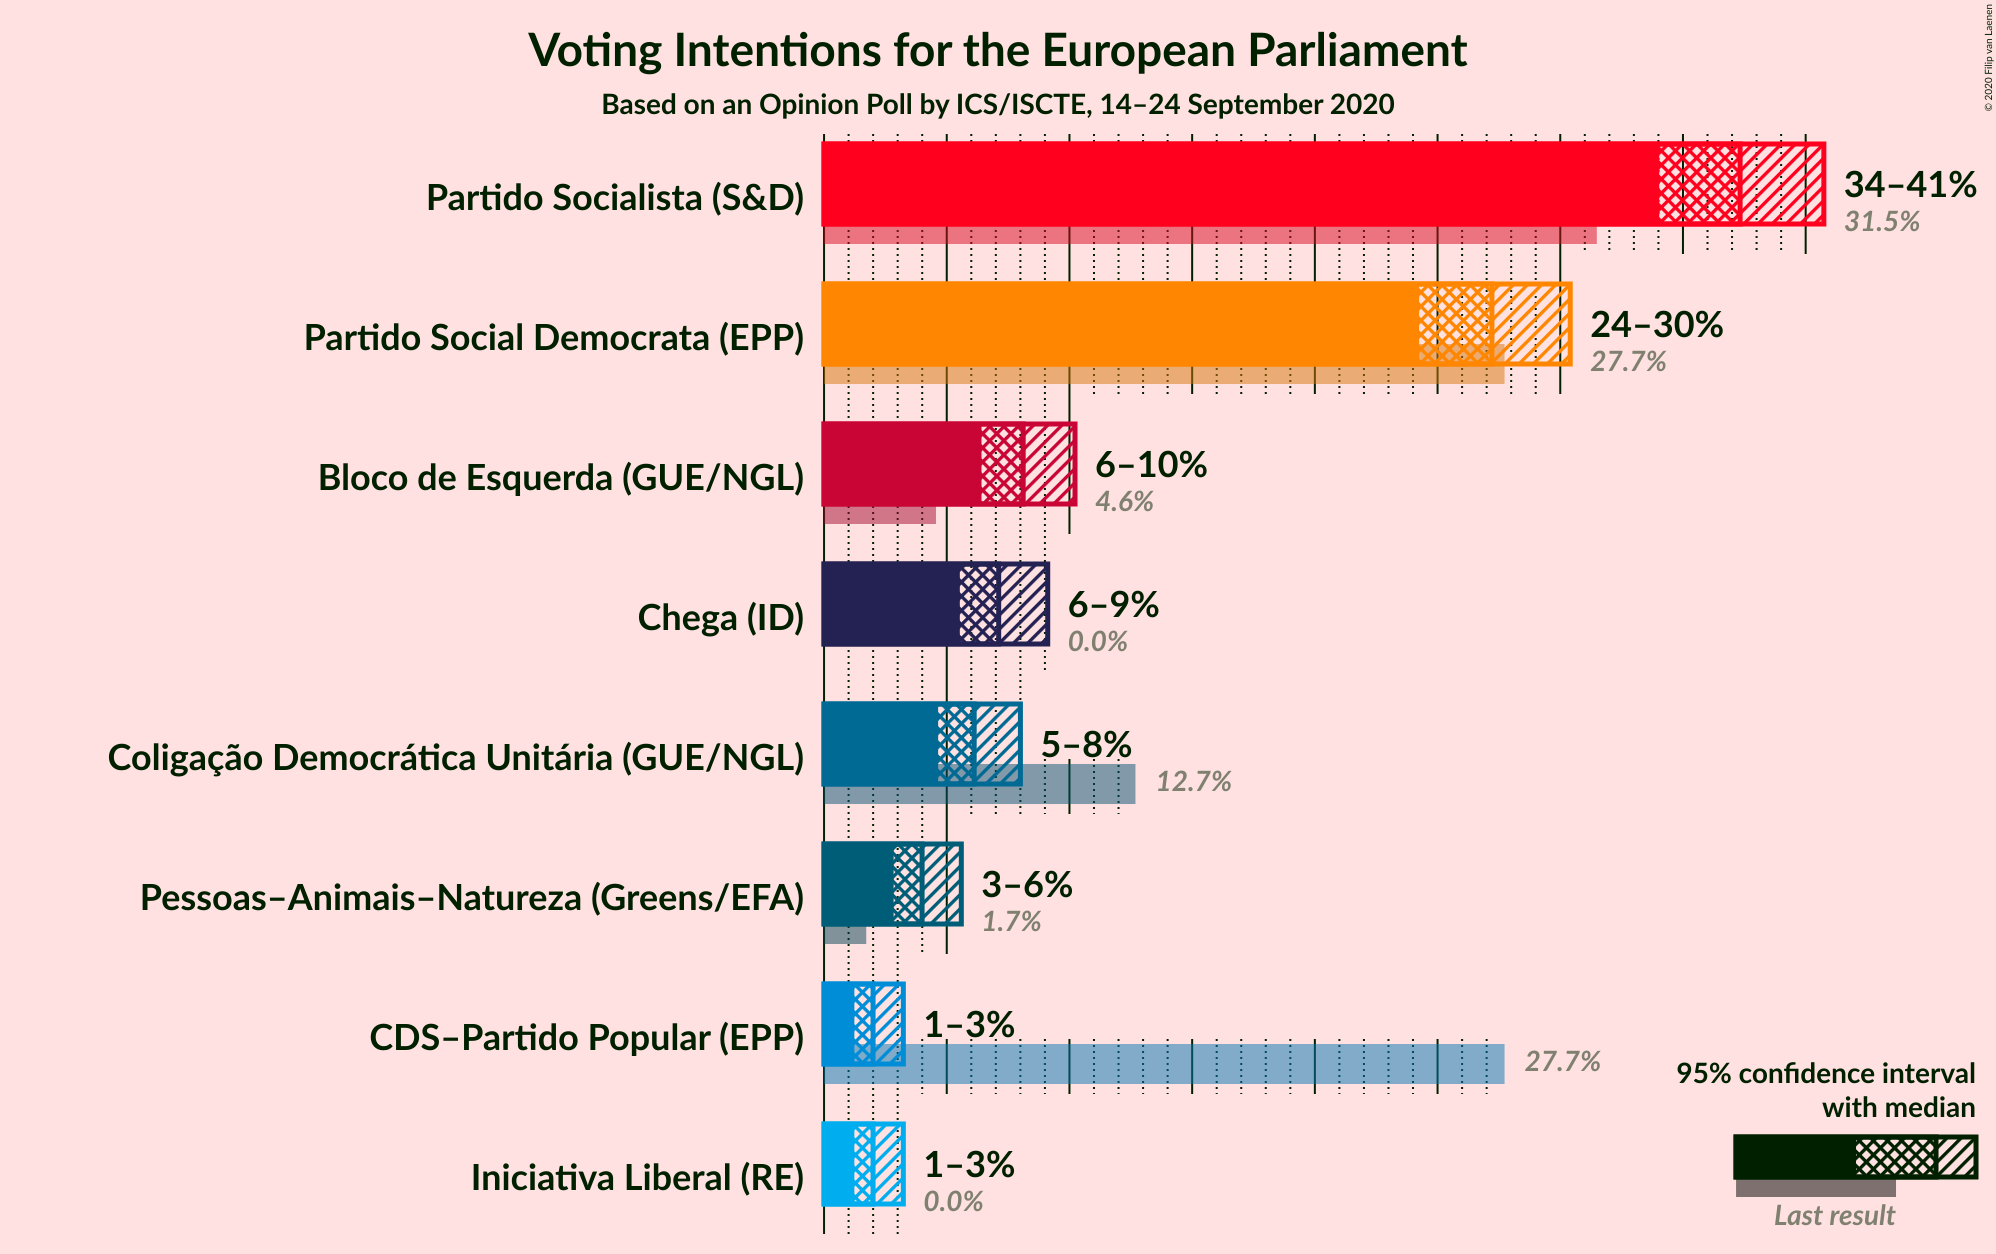 Voting Intentions for the European Parliament
Based on an Opinion Poll by ICS/ISCTE, 14–24 September 2020
© 2020 Filip van Laenen
Partido Socialista (S&D)
34–41%
31.5%
Partido Social Democrata (EPP)
24–30%
27.7%
Bloco de Esquerda (GUE/NGL)
6–10%
4.6%
Chega (ID)
6–9%
0.0%
Coligação Democrática Unitária (GUE/NGL)
5–8%
12.7%
Pessoas–Animais–Natureza (Greens/EFA)
3–6%
1.7%
CDS–Partido Popular (EPP)
1–3%
27.7%
Iniciativa Liberal (RE)
1–3%
0.0%
95% confidence interval
with median
Last result